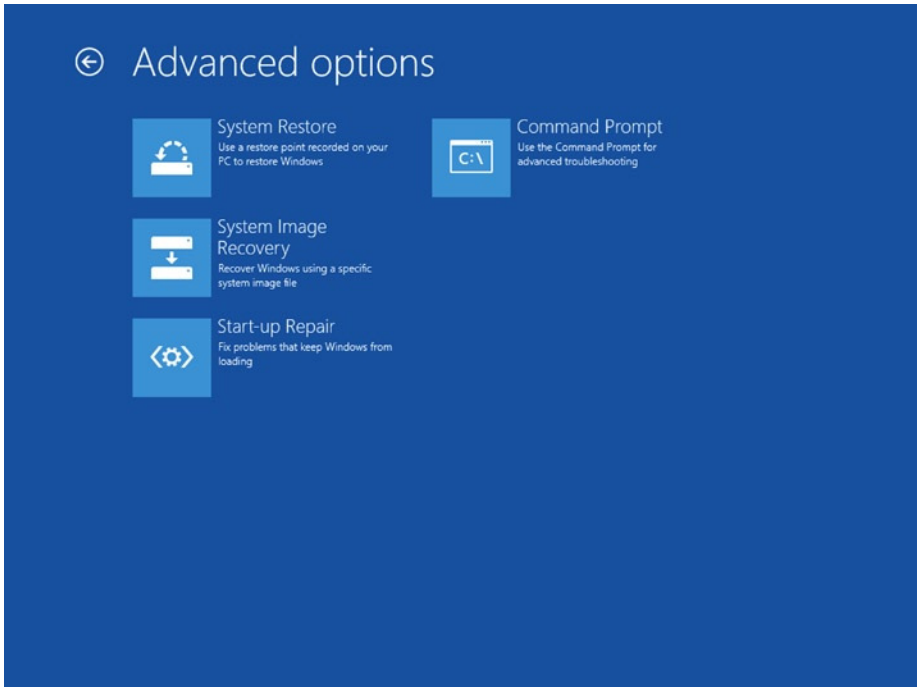 Advanced options
System Restore
Use a restore point recorded on your
PC to restore Windows
System Image
Recovery
Recover Windows using a specific
system image file
Start-up Repair
Fix problems that keep Windows from
loading
Command Prompt
Use the Command Prompt for
advanced troubleshooting
C:\